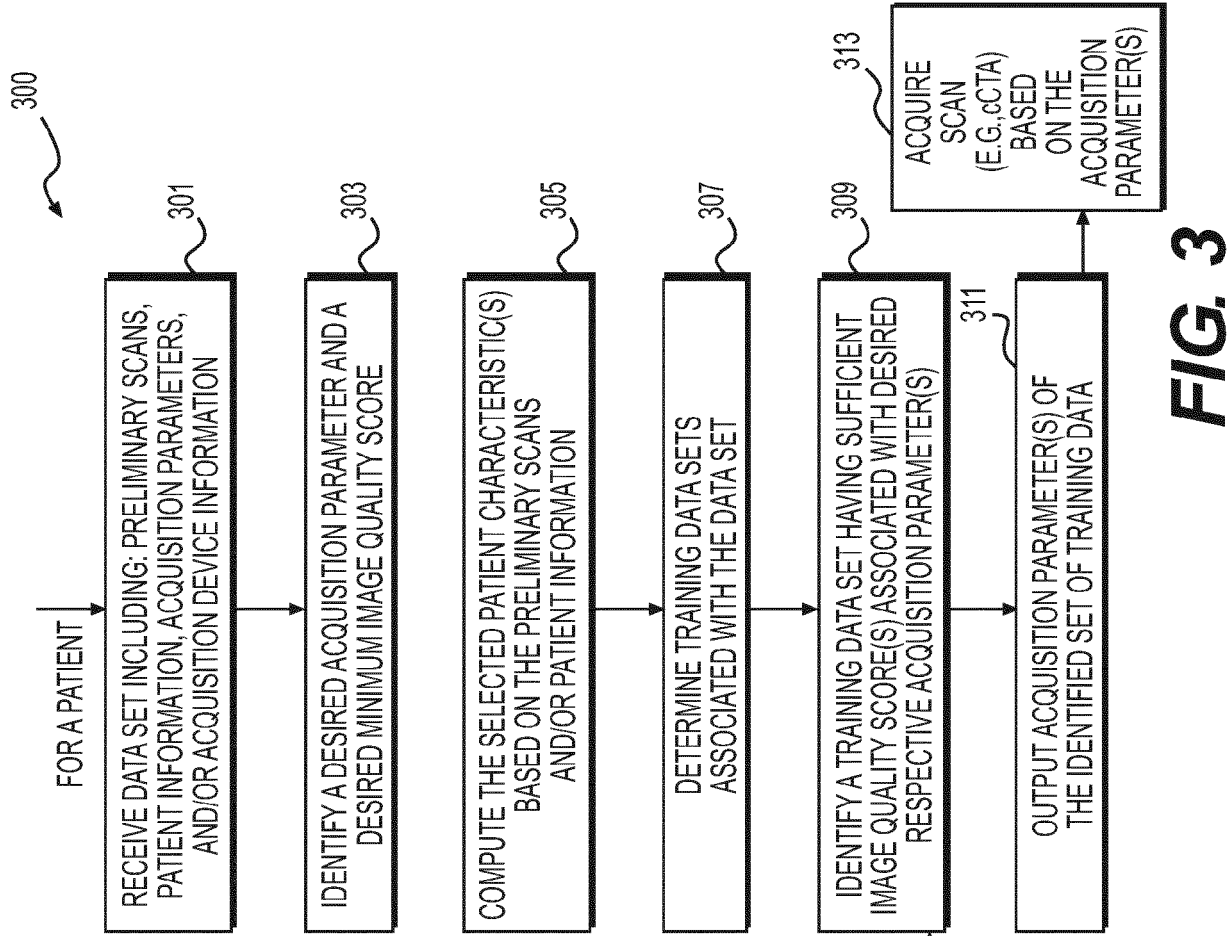 300
FOR A PATIENT
RECEIVE DATA SET INCLUDING: PRELIMINARY SCANS,
PATIENT INFORMATION, ACQUISITION PARAMETERS,
AND/OR ACQUISITION DEVICE INFORMATION
301
IDENTIFY A DESIRED ACQUISITION PARAMETER AND A
DESIRED MINIMUM IMAGE QUALITY SCORE
303
COMPUTE THE SELECTED PATIENT CHARACTERISTIC(S)
BASED ON THE PRELIMINARY SCANS
AND/OR PATIENT INFORMATION
305
DETERMINE TRAINING DATA SETS
ASSOCIATED WITH THE DATA SET
307
IDENTIFY A TRAINING DATA SET HAVING SUFFICIENT
IMAGE QUALITY SCORE(S) ASSOCIATED WITH DESIRED
RESPECTIVE ACQUISITION PARAMETER(S)
309
OUTPUT ACQUISITION PARAMETER(S) OF
THE IDENTIFIED SET OF TRAINING DATA
311
ACQUIRE
SCAN
(E.G.,cCTA)
BASED
ON THE
ACQUISITION
PARAMETER(S)
313
FIG. 3